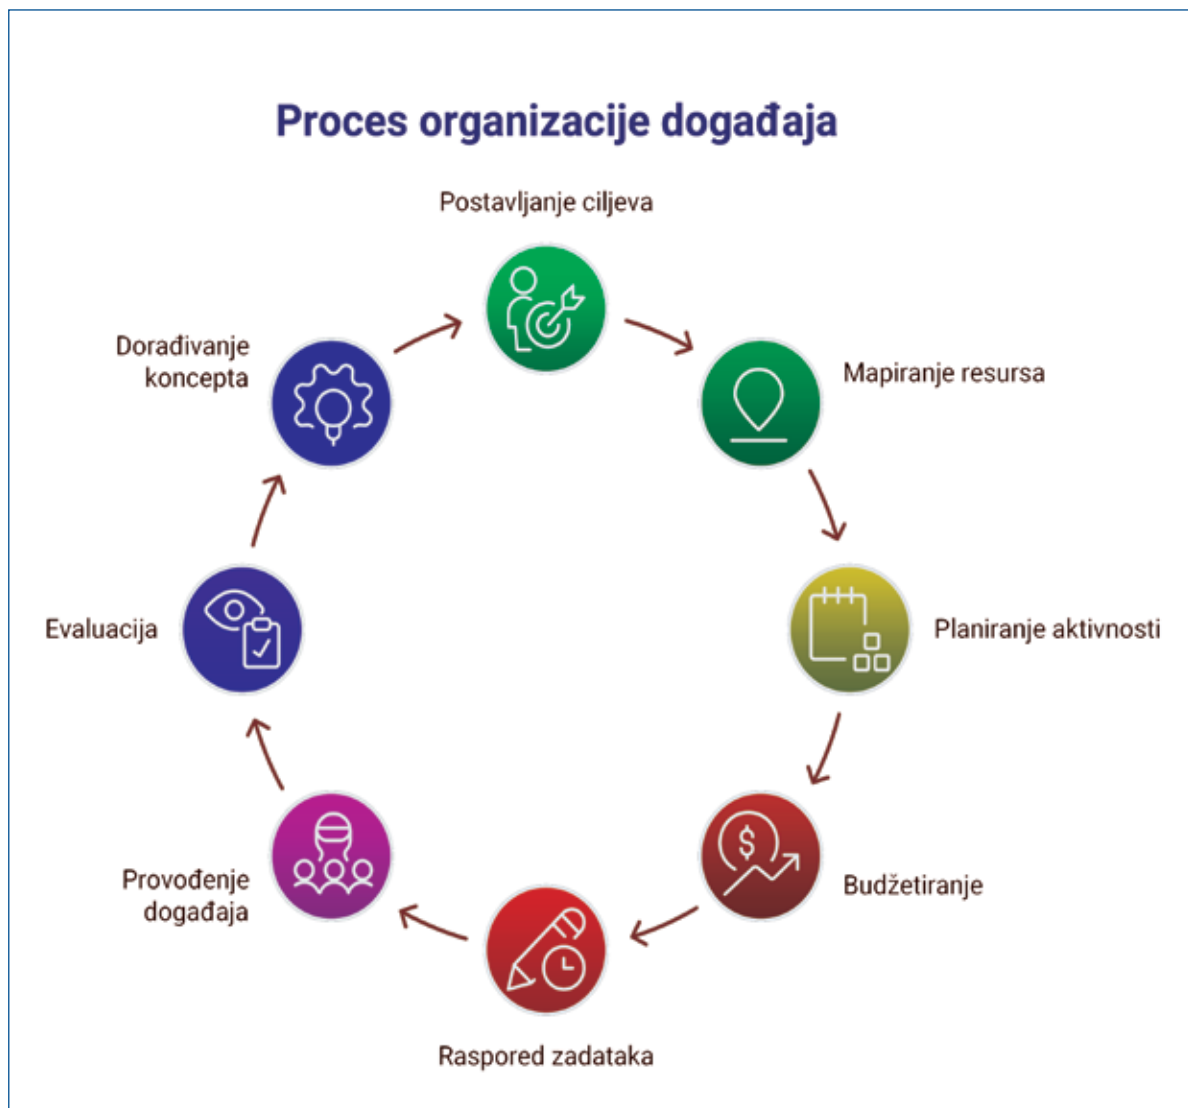 Proces organizacije događaja
Postavljanje ciljeva
Mapiranje resursa
Planiranje aktivnosti
Budžetiranje
Raspored zadataka
Provođenje
događaja
Evaluacija
Dorađivanje
koncepta
$